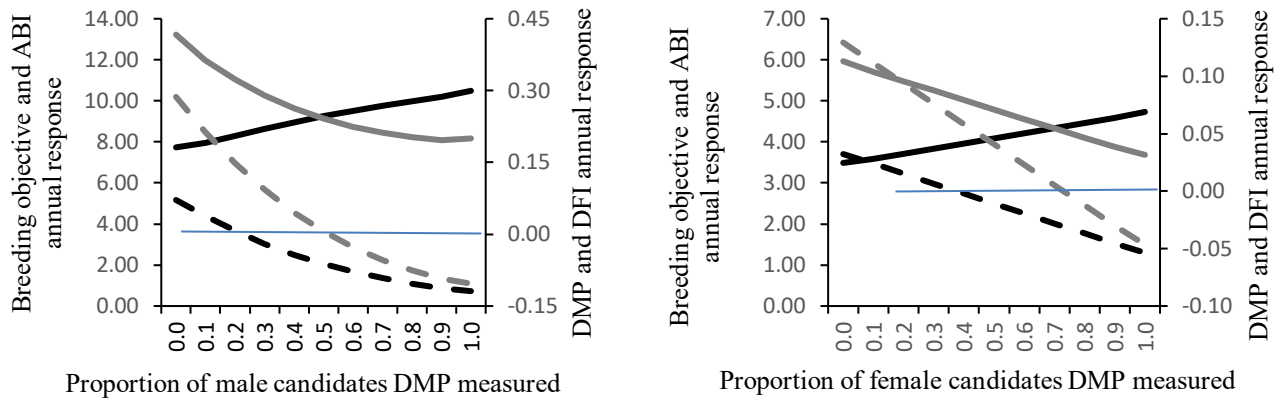 14.00
12.00
10.00
8.00
6.00
4.00
2.00
0.00
Breeding objective and ABI
annual response
0.45
0.30
0.15
0.00
-0.15
DMP and DFI annual response
0.0 0.1 0.2 0.3 0.4 0.5 0.6 0.7 0.8 0.9 1.0
Proportion of male candidates DMP measured
7.00
6.00
5.00
4.00
3.00
2.00
1.00
0.00
Breeding objective and ABI
annual response
0.15
0.10
0.05
0.00
-0.05
-0.10
DMP and DFI annual response
0.0 0.1 0.2 0.3 0.4 0.5 0.6 0.7 0.8 0.9 1.0
Proportion of female candidates DMP measured